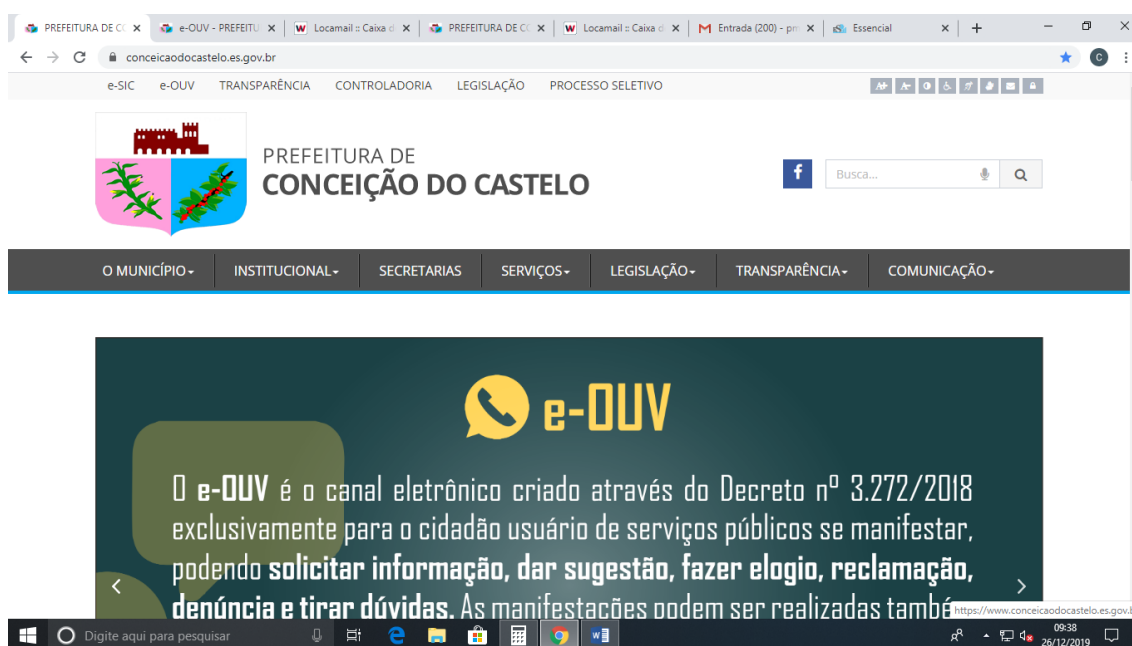 PREFEITURA DE CO
e-OUV - PREFEITU
Locamail :: Caixa d
PREFEITURA DE CO
Locamail :: Caixa d
Entrada (200) - pm
Essencial
conceicaodocastelo.es.gov.br
C
e-SIC e-OUV TRANSPARÊNCIA CONTROLADORIA LEGISLAÇÃO PROCESSO SELETIVO
A+ A-
PREFEITURA DE
CONCEIÇÃO DO CASTELO
f
Busca...
O MUNICÍPIO INSTITUCIONAL SECRETARIAS SERVIÇOS LEGISLAÇÃO TRANSPARÊNCIA COMUNICAÇÃO
e-OUV
O e-OUV é o canal eletrônico criado através do Decreto nº 3.272/2018
exclusivamente para o cidadão usuário de serviços públicos se manifestar,
podendo solicitar informação, dar sugestão, fazer elogio, reclamação,
denúncia e tirar dúvidas. As manifestações podem ser realizadas també
https://www.conceicaodocastelo.es.gov.b
Digite aqui para pesquisar
09:38
26/12/2019